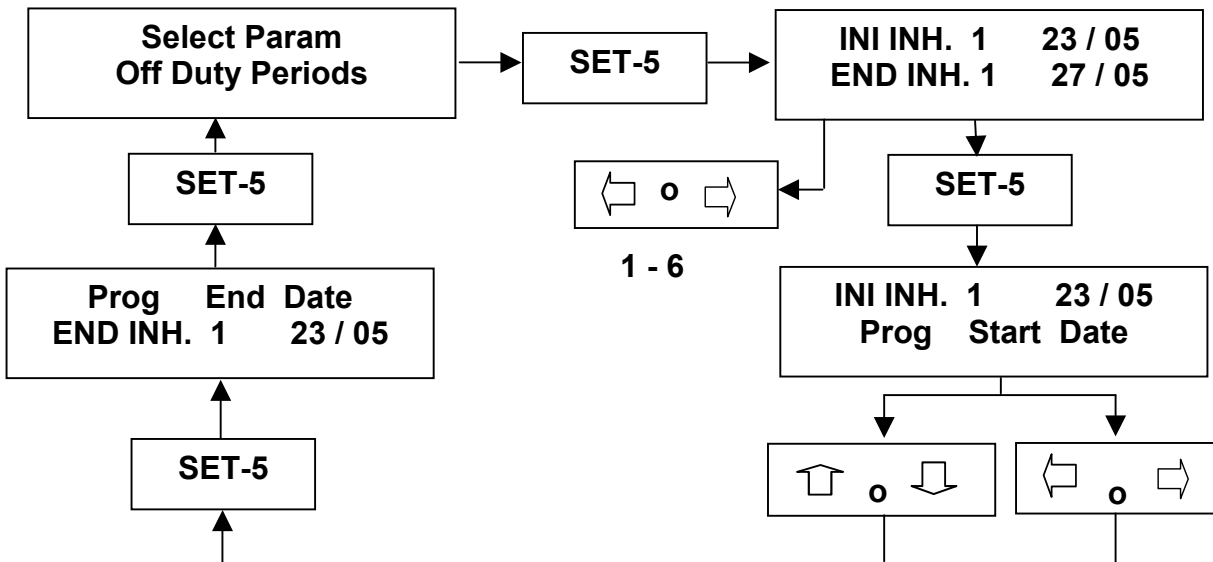 Select Param
Off Duty Periods
SET-5
INI INH. 1 23 / 05
END INH. 1 27 / 05
SET-5
o
SET-5
1 - 6
Prog End Date
END INH. 1 23 / 05
INI INH. 1 23 / 05
Prog Start Date
SET-5
o
o